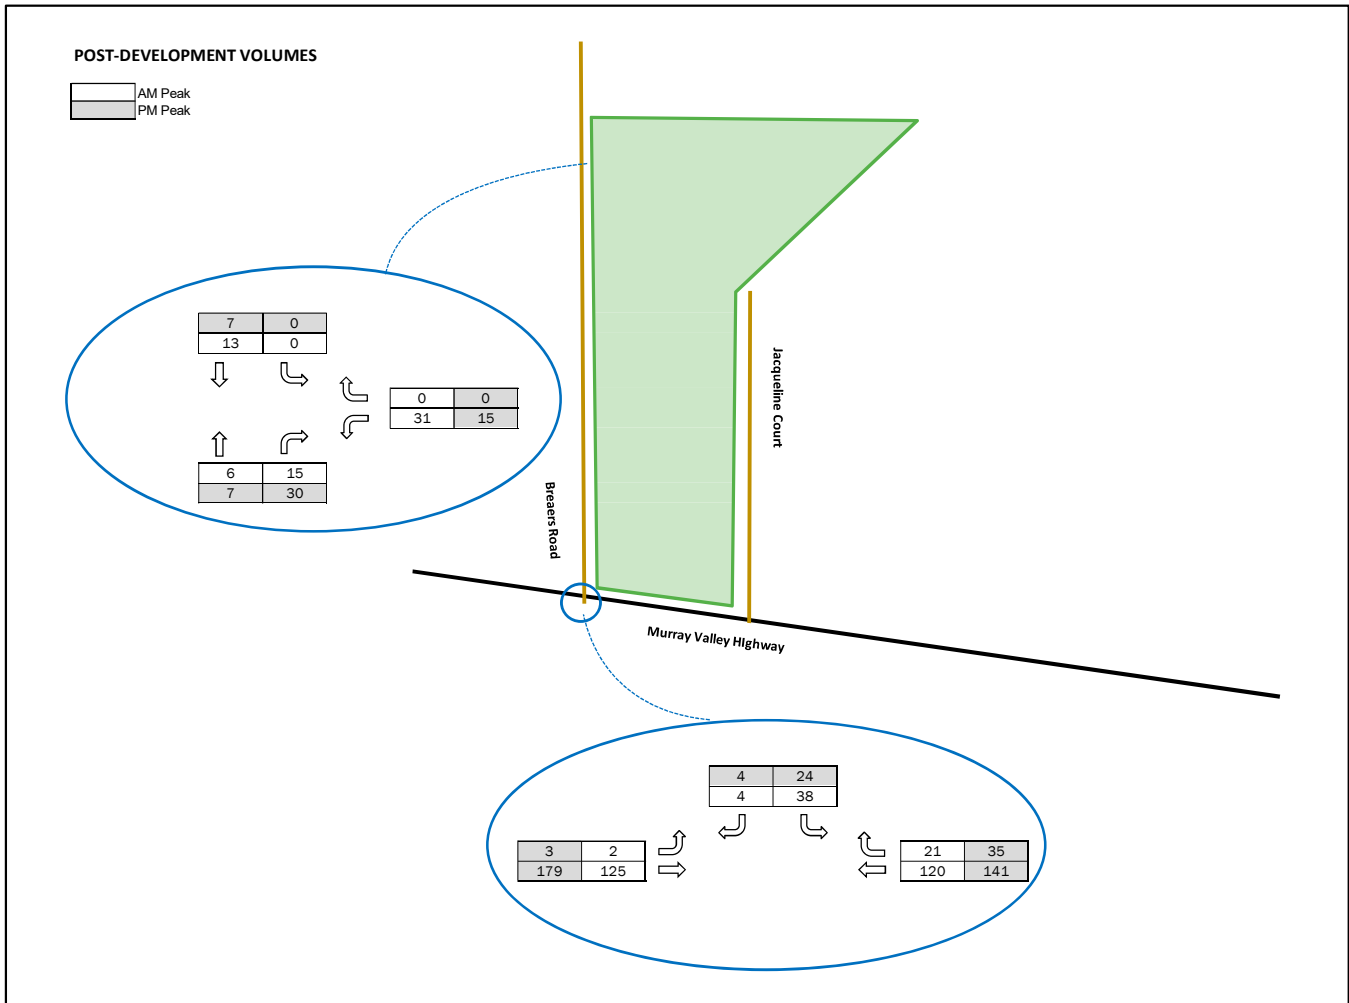 POST-DEVELOPMENT VOLUMES
AM Peak
PM Peak
7 0
13 0
0 0
31 15
6 15
7 30
Breaers Road
Jacqueline Court
Murray Valley HIghway
4 24
4 38
3 2
179 125
21 35
120 141